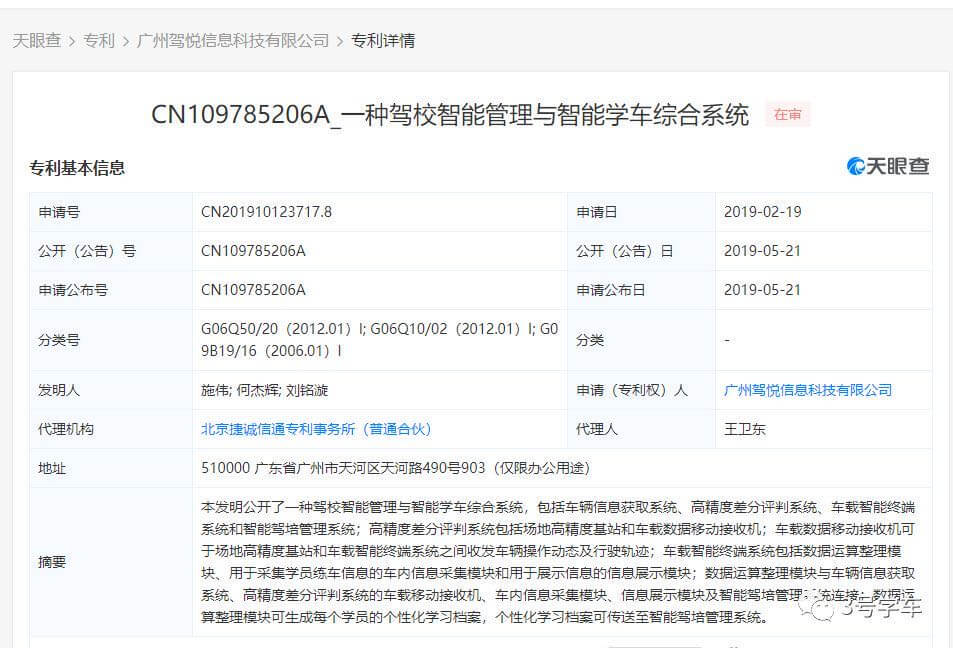 天眼查 > 专利 > 广州驾悦信息科技有限公司 > 专利详情
CN109785206A_一种驾校智能管理与智能学车综合系统 在审
专利基本信息 天眼查
申请号 CN201910123717.8 申请日 2019-02-19
公开（公告）号 CN109785206A 公开（公告）日 2019-05-21
申请公布号 CN109785206A 申请公布日 2019-05-21
分类号 G06Q50/20（2012.01）I; G06Q10/02（2012.01）I; G0
9B19/16（2006.01）I 分类 -
发明人 施伟; 何杰辉; 刘铭漩 申请（专利权）人 广州驾悦信息科技有限公司
代理机构 北京捷诚信通专利事务所（普通合伙） 代理人 王卫东
地址 510000 广东省广州市天河区天河路490号903（仅限办公用途）
摘要
本发明公开了一种驾校智能管理与智能学车综合系统，包括车辆信息获取系统、高精度差分评判系统、车载智能终端
系统和智能驾培管理系统；高精度差分评判系统包括场地高精度基站和车载数据移动接收机；车载数据移动接收机可
于场地高精度基站和车载智能终端系统之间收发车辆操作动态及行驶轨迹；车载智能终端系统包括数据运算整理模
块、用于采集学员练车信息的车内信息采集模块和用于展示信息的信息展示模块；数据运算整理模块与车辆信息获取
系统、高精度差分评判系统的车载移动接收机、车内信息采集模块、信息展示模块及智能驾培管理系统连接；数据运
算整理模块可生成每个学员的个性化学习档案，个性化学习档案可传送至智能驾培管理系统。
3号学车